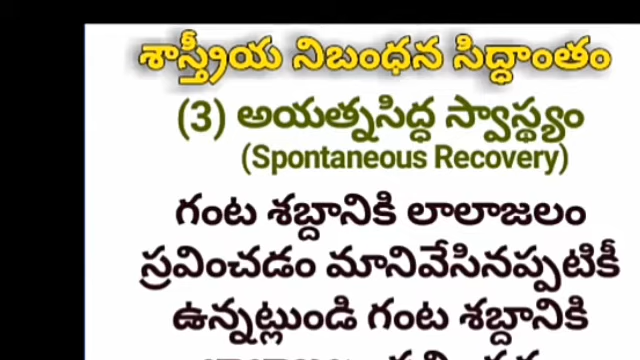 శాస్త్రీయ నిబంధన సిద్ధాంతం
(3) అయత్నసిద్ధ స్వాస్థ్యం
(Spontaneous Recovery)
గంట శబ్దానికి లాలాజలం
స్రవించడం మానివేసినప్పటికీ
ఉన్నట్లుండి గంట శబ్దానికి